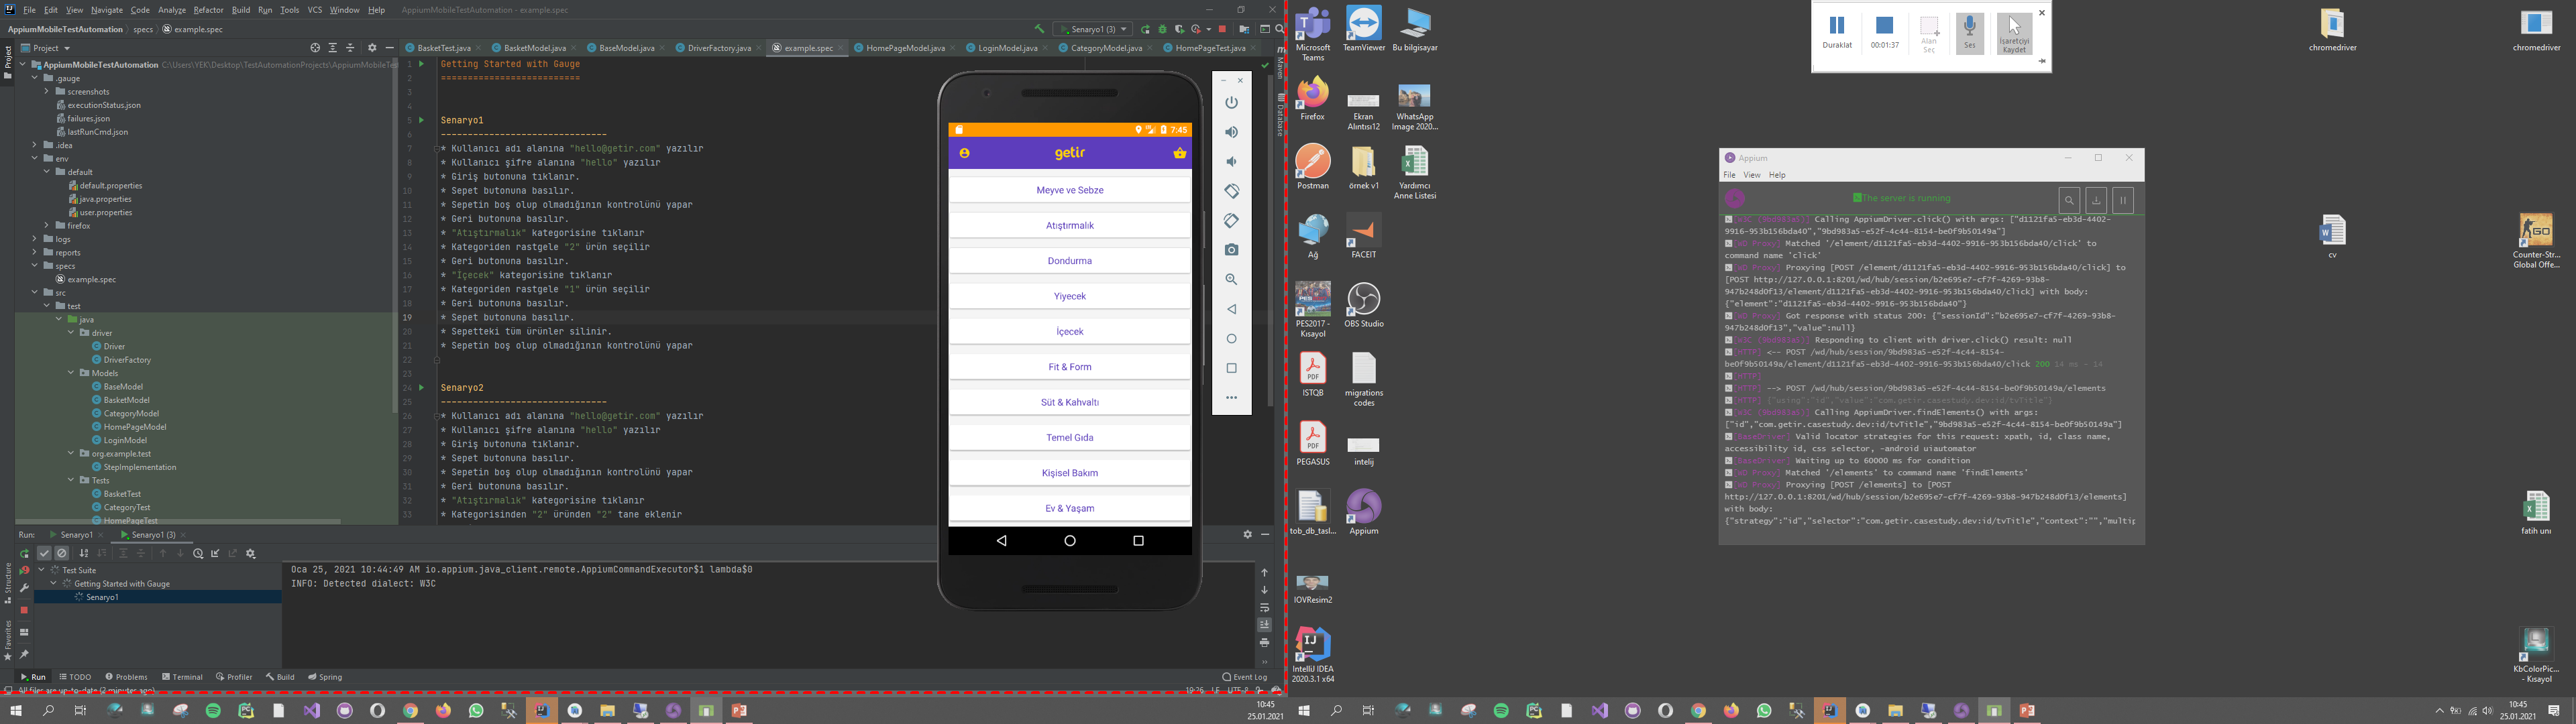 File Edit View Navigate Code Analyze Refactor Build Run Tools VCS Window Help AppiumMobileTestAutomation - example.spec
AppiumMobileTestAutomation specs example.spec
Senaryo1 (3)
Project
BasketTest.java BasketModel.java BaseModel.java DriverFactory.java example.spec HomePageModel.java LoginModel.java CategoryModel.java HomePageTest.java
AppiumMobileTestAutomation C:\Users\YEK\Desktop\TestAutomationProjects\AppiumMobileTest
.gauge
screenshots
executionStatus.json
failures.json
lastRunCmd.json
.idea
env
default
default.properties
java.properties
user.properties
firefox
logs
reports
specs
example.spec
src
test
java
driver
Driver
DriverFactory
Models
BaseModel
BasketModel
CategoryModel
HomePageModel
LoginModel
org.example.test
StepImplementation
Tests
BasketTest
CategoryTest
HomePageTest
1 Getting Started with Gauge
2 ==========================
3
4
5 Senaryo1
6 -------------------------------
7 * Kullanıcı adı alanına "hello@getir.com" yazılır
8 * Kullanıcı şifre alanına "hello" yazılır
9 * Giriş butonuna tıklanır.
10 * Sepet butonuna basılır.
11 * Sepetin boş olup olmadığının kontrolünü yapar
12 * Geri butonuna basılır.
13 * "Atıştırmalık" kategorisine tıklanır
14 * Kategoriden rastgele "2" ürün seçilir
15 * Geri butonuna basılır.
16 * "İçecek" kategorisine tıklanır
17 * Kategoriden rastgele "1" ürün seçilir
18 * Geri butonuna basılır.
19 * Sepet butonuna basılır.
20 * Sepetteki tüm ürünler silinir.
21 * Sepetin boş olup olmadığının kontrolünü yapar
22
23
24 Senaryo2
25 -------------------------------
26 * Kullanıcı adı alanına "hello@getir.com" yazılır
27 * Kullanıcı şifre alanına "hello" yazılır
28 * Giriş butonuna tıklanır.
29 * Sepet butonuna basılır.
30 * Sepetin boş olup olmadığının kontrolünü yapar
31 * Geri butonuna basılır.
32 * "Atıştırmalık" kategorisine tıklanır
33 * Kategorisinden "2" üründen "2" tane eklenir
7:45
getir
Meyve ve Sebze
Atıştırmalık
Dondurma
Yiyecek
İçecek
Fit & Form
Süt & Kahvaltı
Temel Gıda
Kişisel Bakım
Ev & Yaşam
Maven
Database
Project
Structure
Favorites
Run: Senaryo1 Senaryo1 (3)
Test Suite
Getting Started with Gauge
Senaryo1
Oca 25, 2021 10:44:49 AM io.appium.java_client.remote.AppiumCommandExecutor$1 lambda$0
INFO: Detected dialect: W3C
Run TODO Problems Terminal Profiler Build Spring Event Log
All files are up-to-date (2 minutes ago) 19:26 LF UTF-8
10:45
25.01.2021
Microsoft Teams
TeamViewer
Bu bilgisayar
Firefox
Ekran Alıntısı12
WhatsApp Image 2020...
Postman
örnek v1
Yardımcı Anne Listesi
Ağ
FACEIT
PES2017 - Kısayol
OBS Studio
ISTQB
migrations codes
PEGASUS
intelij
tob_db_tasl...
Appium
IOVResim2
IntelliJ IDEA 2020.3.1 x64
Duraklat
00:01:37
Alan Seç
Ses
İşaretçiyi Kaydet
Appium
File View Help
The server is running
[W3C (9bd983a5)] Calling AppiumDriver.click() with args: ["d1121fa5-eb3d-4402-
9916-953b156bda40","9bd983a5-e52f-4c44-8154-be0f9b50149a"]
[WD Proxy] Matched '/element/d1121fa5-eb3d-4402-9916-953b156bda40/click' to
command name 'click'
[WD Proxy] Proxying [POST /element/d1121fa5-eb3d-4402-9916-953b156bda40/click] to
[POST http://127.0.0.1:8201/wd/hub/session/b2e695e7-cf7f-4269-93b8-
947b248d0f13/element/d1121fa5-eb3d-4402-9916-953b156bda40/click] with body:
{"element":"d1121fa5-eb3d-4402-9916-953b156bda40"}
[WD Proxy] Got response with status 200: {"sessionId":"b2e695e7-cf7f-4269-93b8-
947b248d0f13","value":null}
[W3C (9bd983a5)] Responding to client with driver.click() result: null
[HTTP] <-- POST /wd/hub/session/9bd983a5-e52f-4c44-8154-
be0f9b50149a/element/d1121fa5-eb3d-4402-9916-953b156bda40/click 200 14 ms - 14
[HTTP]
[HTTP] --> POST /wd/hub/session/9bd983a5-e52f-4c44-8154-be0f9b50149a/elements
[HTTP] {"using":"id","value":"com.getir.casestudy.dev:id/tvTitle"}
[W3C (9bd983a5)] Calling AppiumDriver.findElements() with args:
["id","com.getir.casestudy.dev:id/tvTitle","9bd983a5-e52f-4c44-8154-be0f9b50149a"]
[BaseDriver] Valid locator strategies for this request: xpath, id, class name,
accessibility id, css selector, -android uiautomator
[BaseDriver] Waiting up to 60000 ms for condition
[WD Proxy] Matched '/elements' to command name 'findElements'
[WD Proxy] Proxying [POST /elements] to [POST
http://127.0.0.1:8201/wd/hub/session/b2e695e7-cf7f-4269-93b8-947b248d0f13/elements]
with body:
{"strategy":"id","selector":"com.getir.casestudy.dev:id/tvTitle","context":"","multip
chromedriver
chromedriver
cv
GO
Counter-Str... Global Offe...
fatih uni
KbColorPic... - Kısayol
10:45
25.01.2021